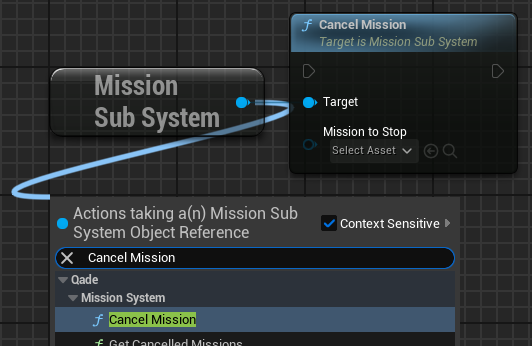 Cancel Mission
Target is Mission Sub System
Mission
Sub System
Target
Mission to Stop
Select Asset
Actions taking a(n) Mission Sub
System Object Reference
Context Sensitive
Cancel Mission
Qade
Mission System
Cancel Mission
Get Cancelled Missions